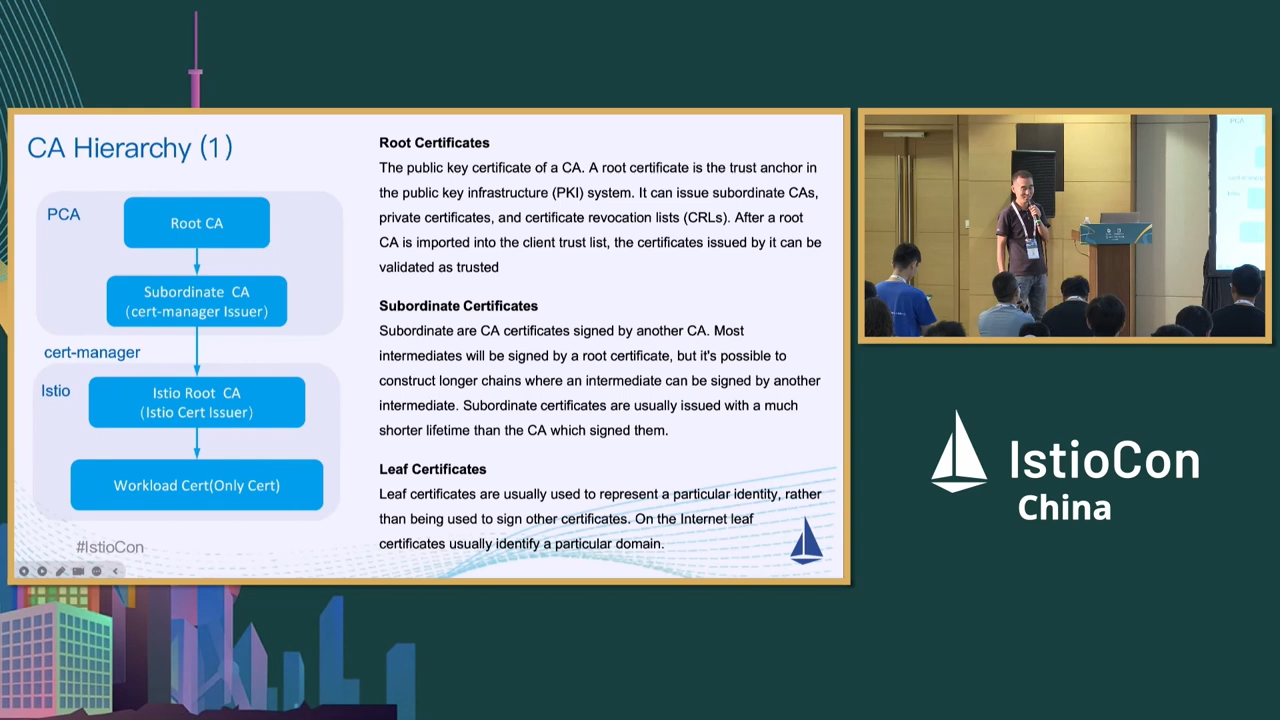 CA Hierarchy (1)
PCA
Root CA
Subordinate CA
(cert-manager Issuer)
cert-manager
Istio
Istio Root CA
(Istio Cert Issuer)
Workload Cert(Only Cert)
#IstioCon
Root Certificates
The public key certificate of a CA. A root certificate is the trust anchor in
the public key infrastructure (PKI) system. It can issue subordinate CAs,
private certificates, and certificate revocation lists (CRLs). After a root
CA is imported into the client trust list, the certificates issued by it can be
validated as trusted
Subordinate Certificates
Subordinate are CA certificates signed by another CA. Most
intermediates will be signed by a root certificate, but it's possible to
construct longer chains where an intermediate can be signed by another
intermediate. Subordinate certificates are usually issued with a much
shorter lifetime than the CA which signed them.
Leaf Certificates
Leaf certificates are usually used to represent a particular identity, rather
than being used to sign other certificates. On the Internet leaf
certificates usually identify a particular domain.
PCA
IstioCon
China